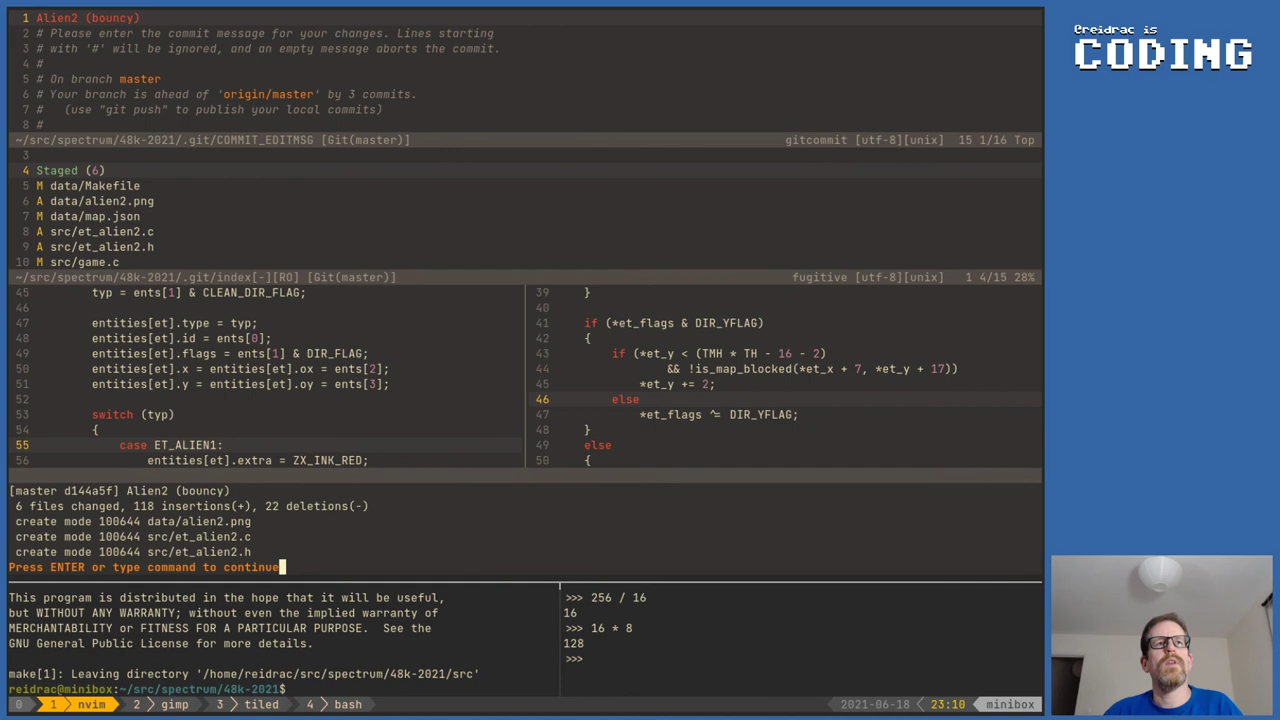 1 Alien2 (bouncy)
2 # Please enter the commit message for your changes. Lines starting
3 # with '#' will be ignored, and an empty message aborts the commit.
4 #
5 # On branch master
6 # Your branch is ahead of 'origin/master' by 3 commits.
7 #   (use "git push" to publish your local commits)
8 #
~/src/spectrum/48k-2021/.git/COMMIT_EDITMSG [Git(master)] gitcommit [utf-8][unix] 15 1/16 Top
3
4 Staged (6)
5 M data/Makefile
6 A data/alien2.png
7 M data/map.json
8 A src/et_alien2.c
9 A src/et_alien2.h
10 M src/game.c
~/src/spectrum/48k-2021/.git/index[-][RO] [Git(master)] fugitive [utf-8][unix] 1 4/15 28%
45 typ = ents[1] & CLEAN_DIR_FLAG;
46
47 entities[et].type = typ;
48 entities[et].id = ents[0];
49 entities[et].flags = ents[1] & DIR_FLAG;
50 entities[et].x = entities[et].ox = ents[2];
51 entities[et].y = entities[et].oy = ents[3];
52
53 switch (typ)
54 {
55 case ET_ALIEN1:
56 entities[et].extra = ZX_INK_RED;
39 }
40
41 if (*et_flags & DIR_YFLAG)
42 {
43 if (*et_y < (TMH * TH - 16 - 2)
44 && !is_map_blocked(*et_x + 7, *et_y + 17))
45 *et_y += 2;
46 else
47 *et_flags ^= DIR_YFLAG;
48 }
49 else
50 {
[master d144a5f] Alien2 (bouncy)
6 files changed, 118 insertions(+), 22 deletions(-)
create mode 100644 data/alien2.png
create mode 100644 src/et_alien2.c
create mode 100644 src/et_alien2.h
Press ENTER or type command to continue
This program is distributed in the hope that it will be useful,
but WITHOUT ANY WARRANTY; without even the implied warranty of
MERCHANTABILITY or FITNESS FOR A PARTICULAR PURPOSE.  See the
GNU General Public License for more details.
make[1]: Leaving directory '/home/reidrac/src/spectrum/48k-2021/src'
reidrac@minibox:~/src/spectrum/48k-2021$
>>> 256 / 16
16
>>> 16 * 8
128
>>>
0 1 nvim 2 < gimp 3 < tiled 4 < bash 2021-06-18 < 23:10 minibox
@reidrac is
CODING